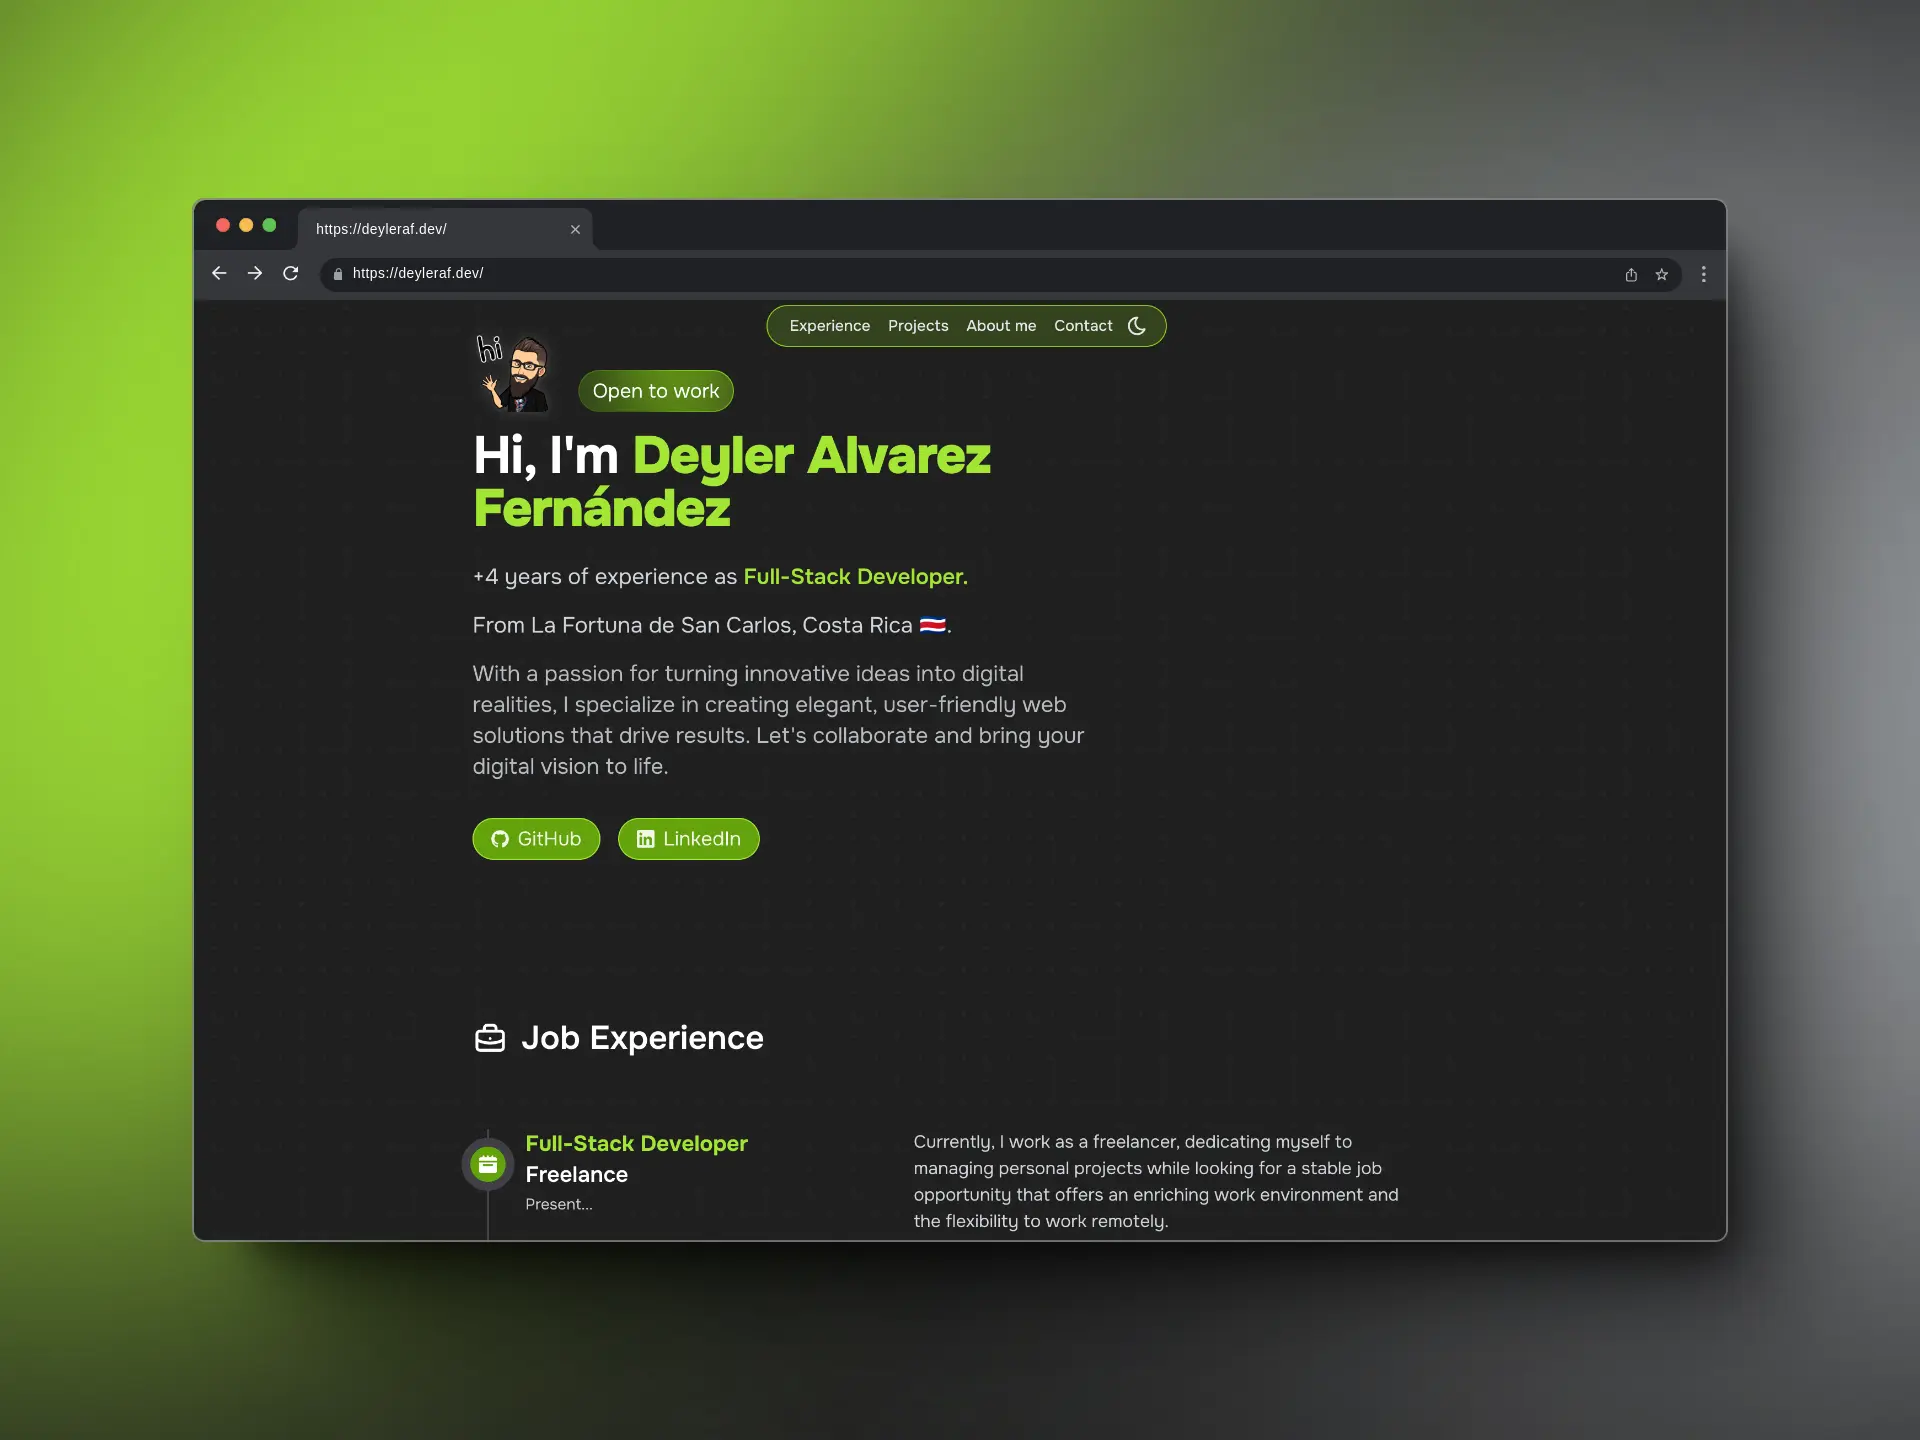 https://deyleraf.dev/
https://deyleraf.dev/
Experience Projects About me Contact
hi
Open to work
Hi, I'm Deyler Alvarez
Fernández
+4 years of experience as Full-Stack Developer.
From La Fortuna de San Carlos, Costa Rica 🇨🇷.
With a passion for turning innovative ideas into digital
realities, I specialize in creating elegant, user-friendly web
solutions that drive results. Let's collaborate and bring your
digital vision to life.
GitHub LinkedIn
Job Experience
Full-Stack Developer
Freelance
Present...
Currently, I work as a freelancer, dedicating myself to
managing personal projects while looking for a stable job
opportunity that offers an enriching work environment and
the flexibility to work remotely.